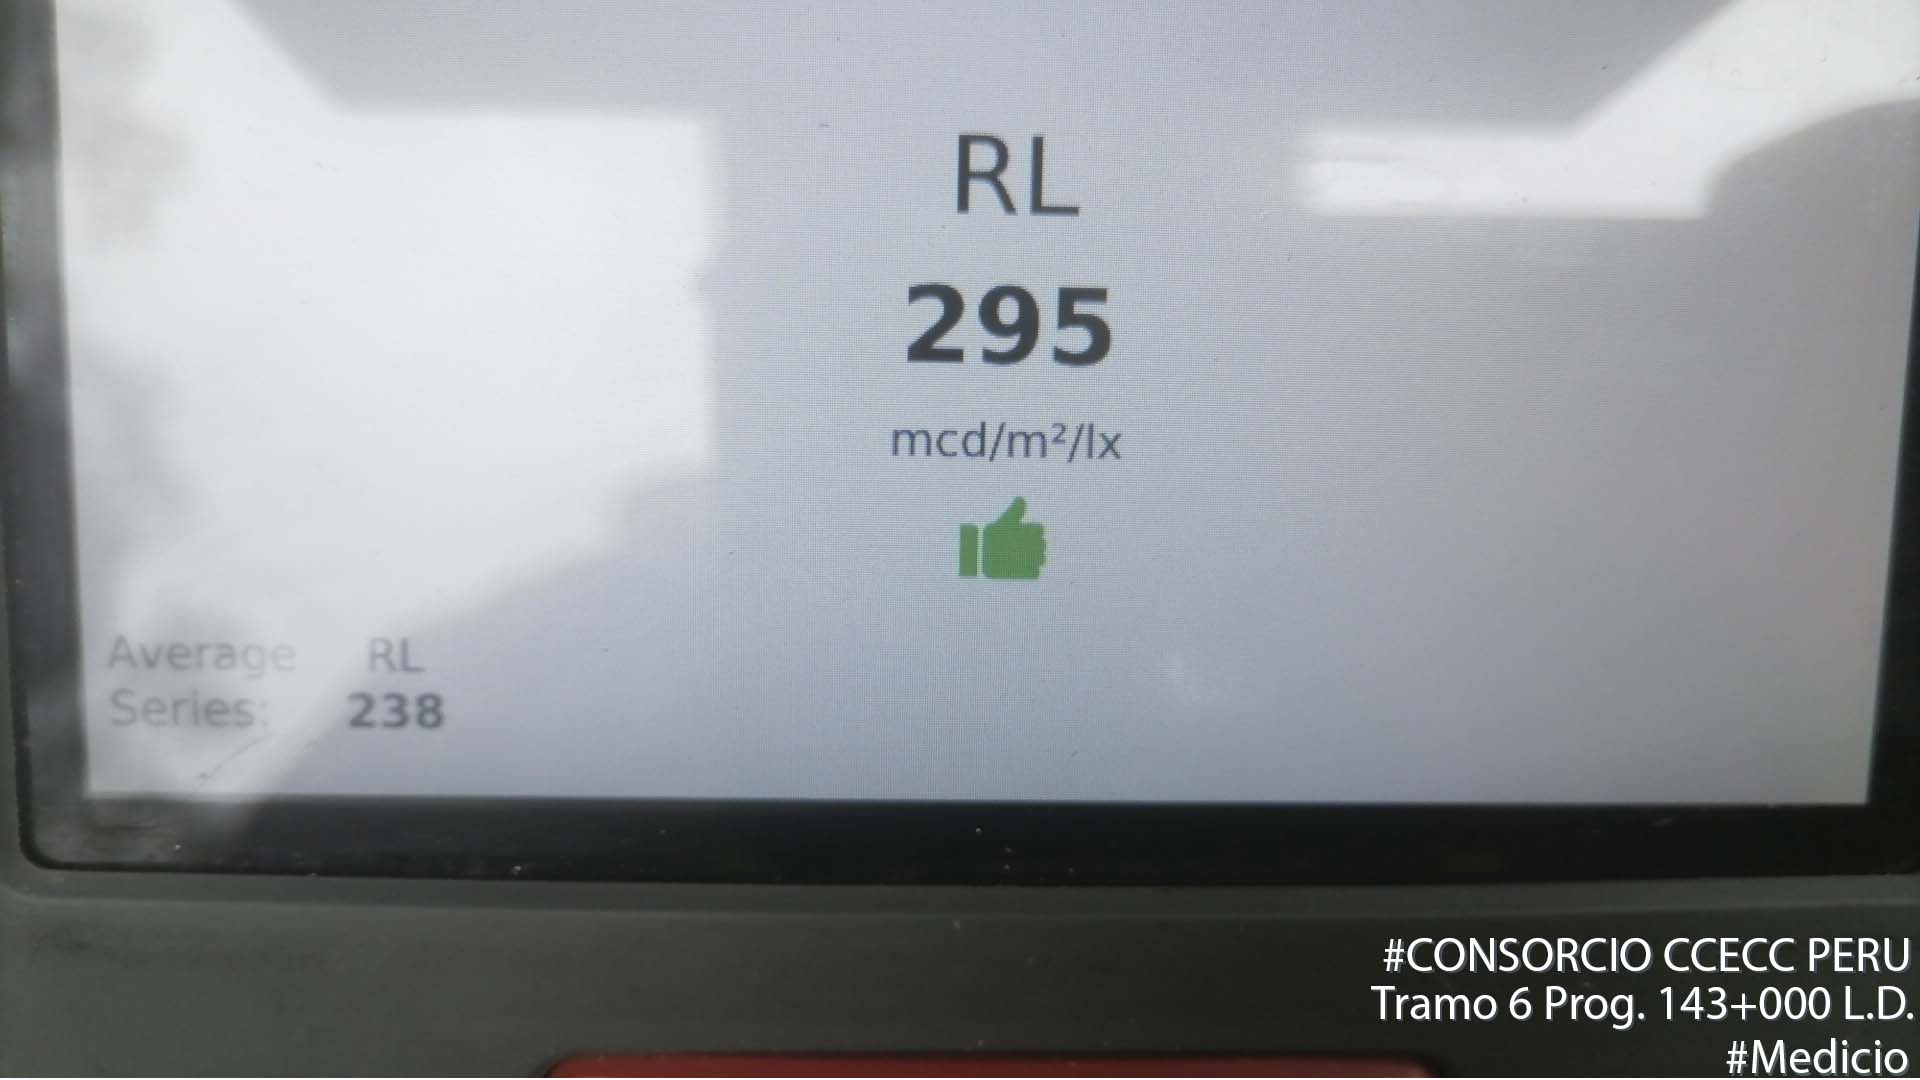 RL
295
mcd/m²/lx
Average RL
Series: 238
#CONSORCIO CCECC PERU
Tramo 6 Prog. 143+000 L.D.
#Medicio